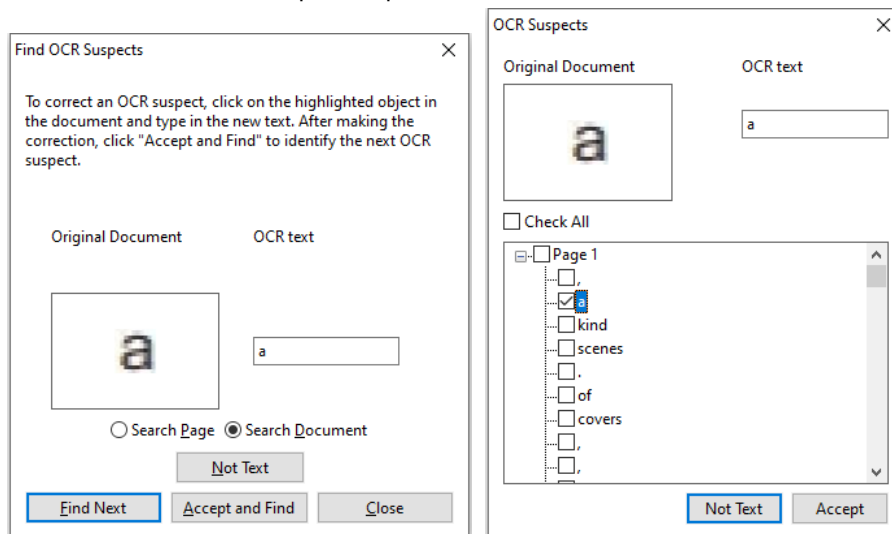 Find OCR Suspects
To correct an OCR suspect, click on the highlighted object in
the document and type in the new text. After making the
correction, click "Accept and Find" to identify the next OCR
suspect.
Original Document OCR text
a a
Search Page Search Document
Not Text
Find Next Accept and Find Close
OCR Suspects
Original Document OCR text
a a
Check All
Page 1
,
a
kind
scenes
.
of
covers
,
,
Not Text Accept